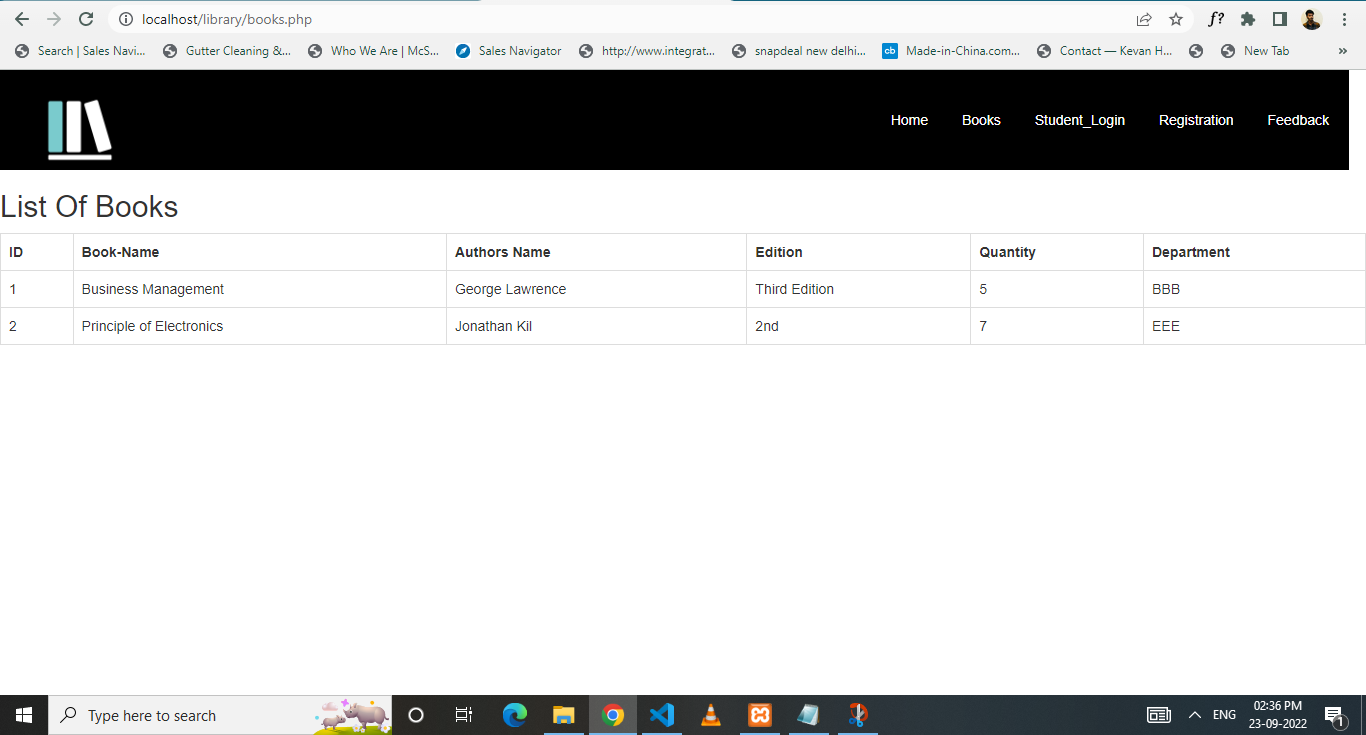 localhost/library/books.php
f?
Search | Sales Navi... Gutter Cleaning &... Who We Are | McS... Sales Navigator http://www.integrat... snapdeal new delhi... cb Made-in-China.com... Contact — Kevan H... New Tab »
Home Books Student_Login Registration Feedback
List Of Books
ID Book-Name Authors Name Edition Quantity Department
1 Business Management George Lawrence Third Edition 5 BBB
2 Principle of Electronics Jonathan Kil 2nd 7 EEE
Type here to search
ENG
02:36 PM
23-09-2022
1